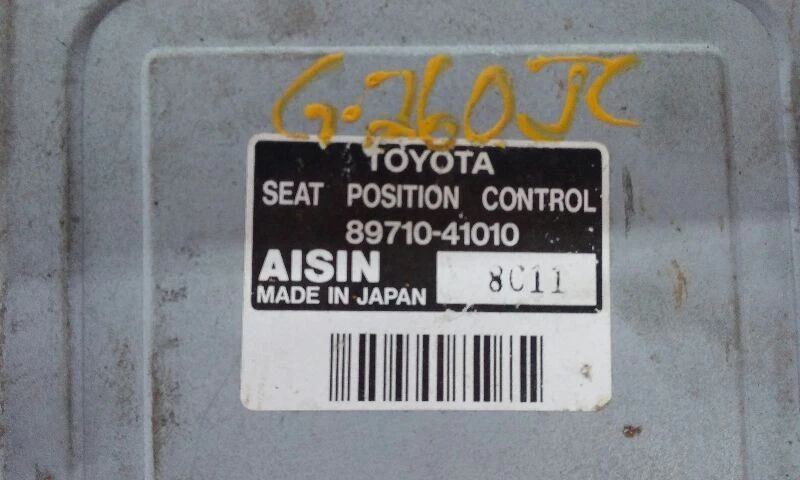 G.260JC
TOYOTA
SEAT POSITION CONTROL
89710-41010
AISIN
8C11
MADE IN JAPAN